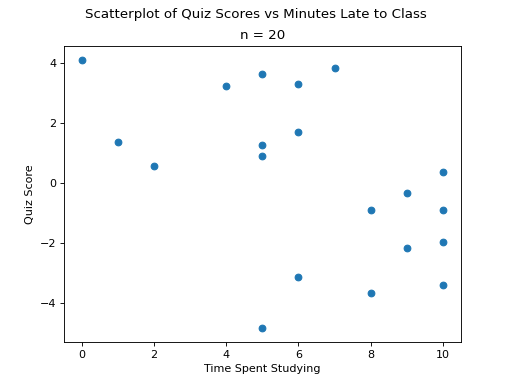 Scatterplot of Quiz Scores vs Minutes Late to Class
n = 20
4
2
0
−2
−4
Quiz Score
0 2 4 6 8 10
Time Spent Studying